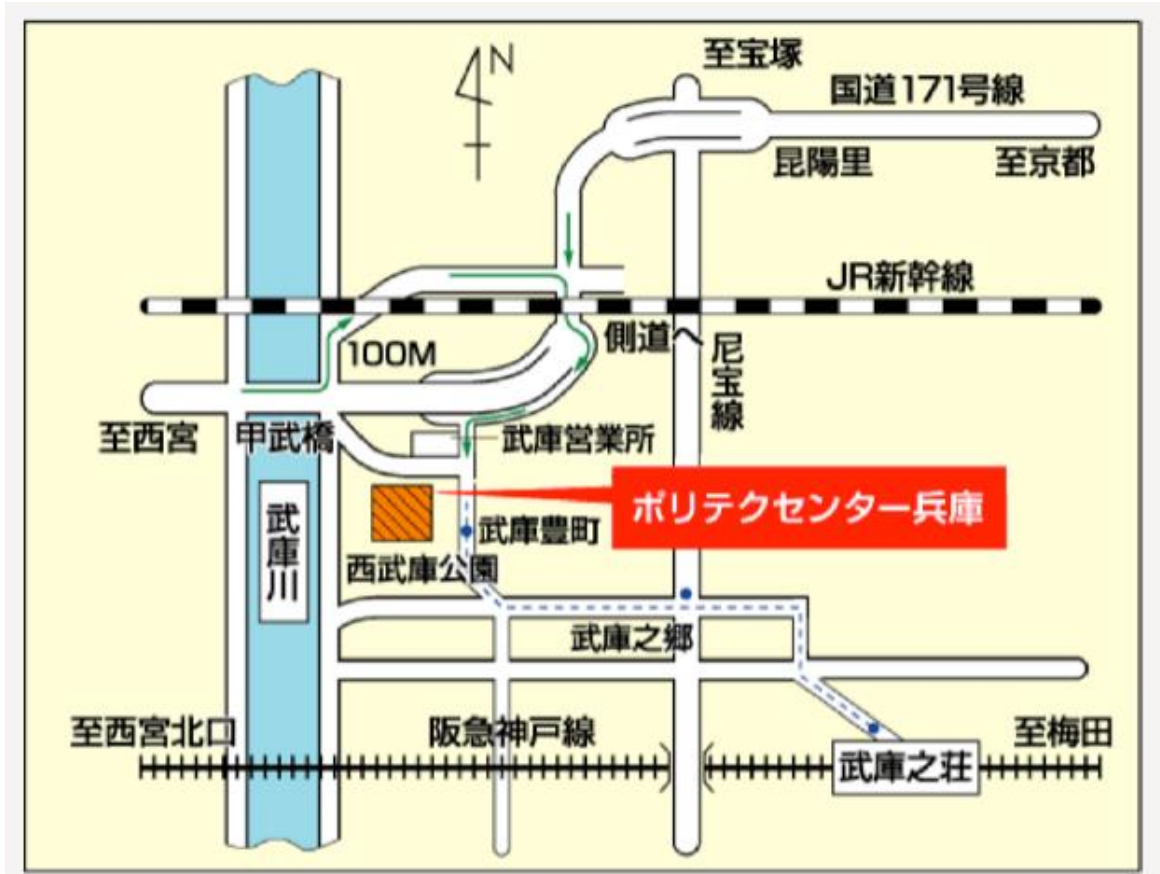 N
至宝塚
国道171号線
昆陽里
至京都
JR新幹線
側道
尼宝線
100M
至西宮
甲武橋
武庫営業所
ポリテクセンター兵庫
武庫川
武庫豊町
西武庫公園
武庫之郷
至西宮北口
阪急神戸線
至梅田
武庫之荘